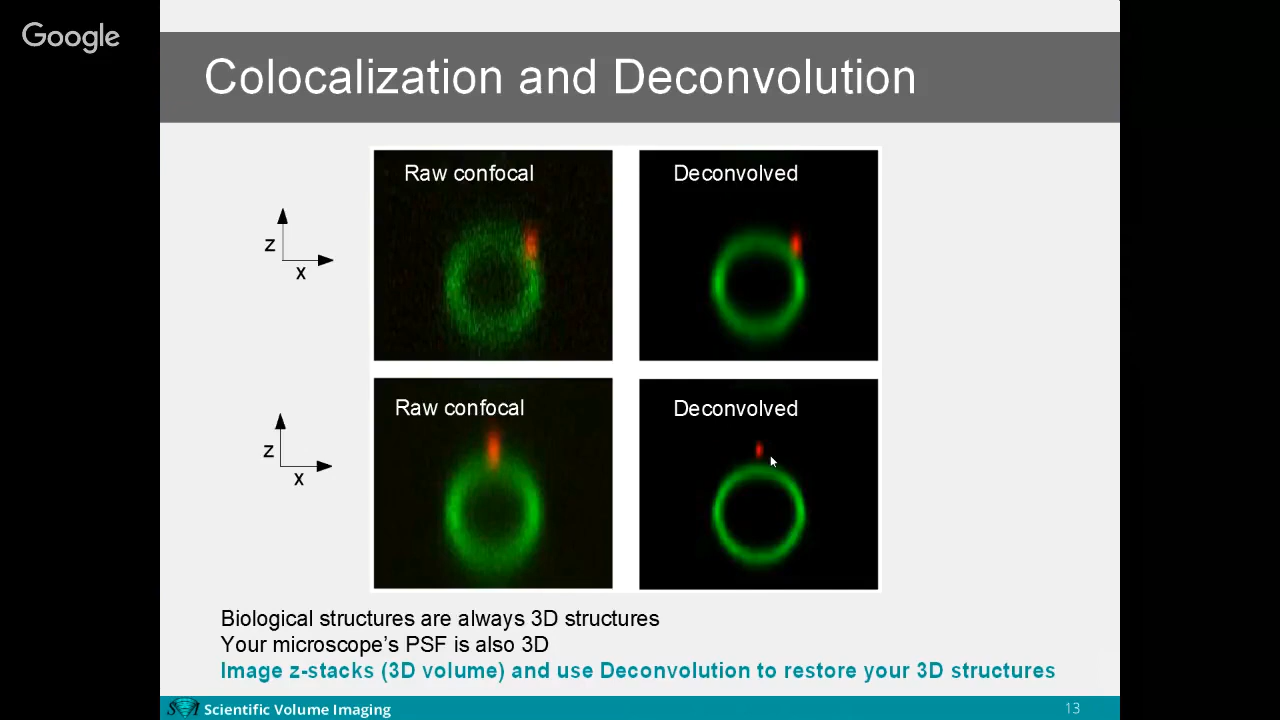 Google
Colocalization and Deconvolution
Raw confocal
Deconvolved
z
x
Raw confocal
Deconvolved
z
x
Biological structures are always 3D structures
Your microscope's PSF is also 3D
Image z-stacks (3D volume) and use Deconvolution to restore your 3D structures
SVI Scientific Volume Imaging
13